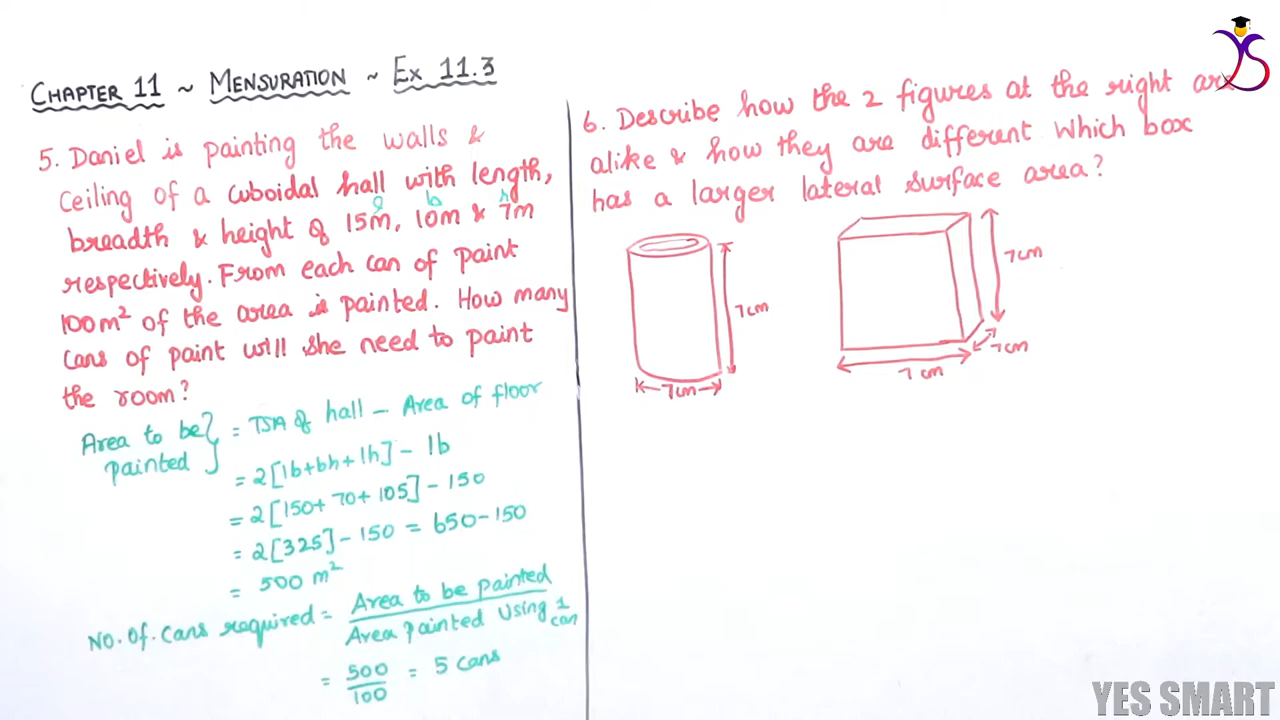 CHAPTER 11 ~ MENSURATION ~ Ex 11.3
5. Daniel is painting the walls &
Ceiling of a cuboidal hall with length,
l b h
breadth & height of 15m, 10m & 7m
respectively. From each can of paint
100m² of the area is painted. How many
cans of paint will she need to paint
the room?
Area to be } = TSA of hall - Area of floor
painted
= 2[lb+bh+lh] - lb
= 2[150+70+105] - 150
= 2[325] - 150 = 650-150
= 500 m²
No. of. Cans required = Area to be painted
Area painted using 1 can
= 500/100 = 5 cans
6. Describe how the 2 figures at the right are
alike & how they are different Which box
has a larger lateral surface area?
7cm
7cm
7cm
7cm
7cm
YES SMART